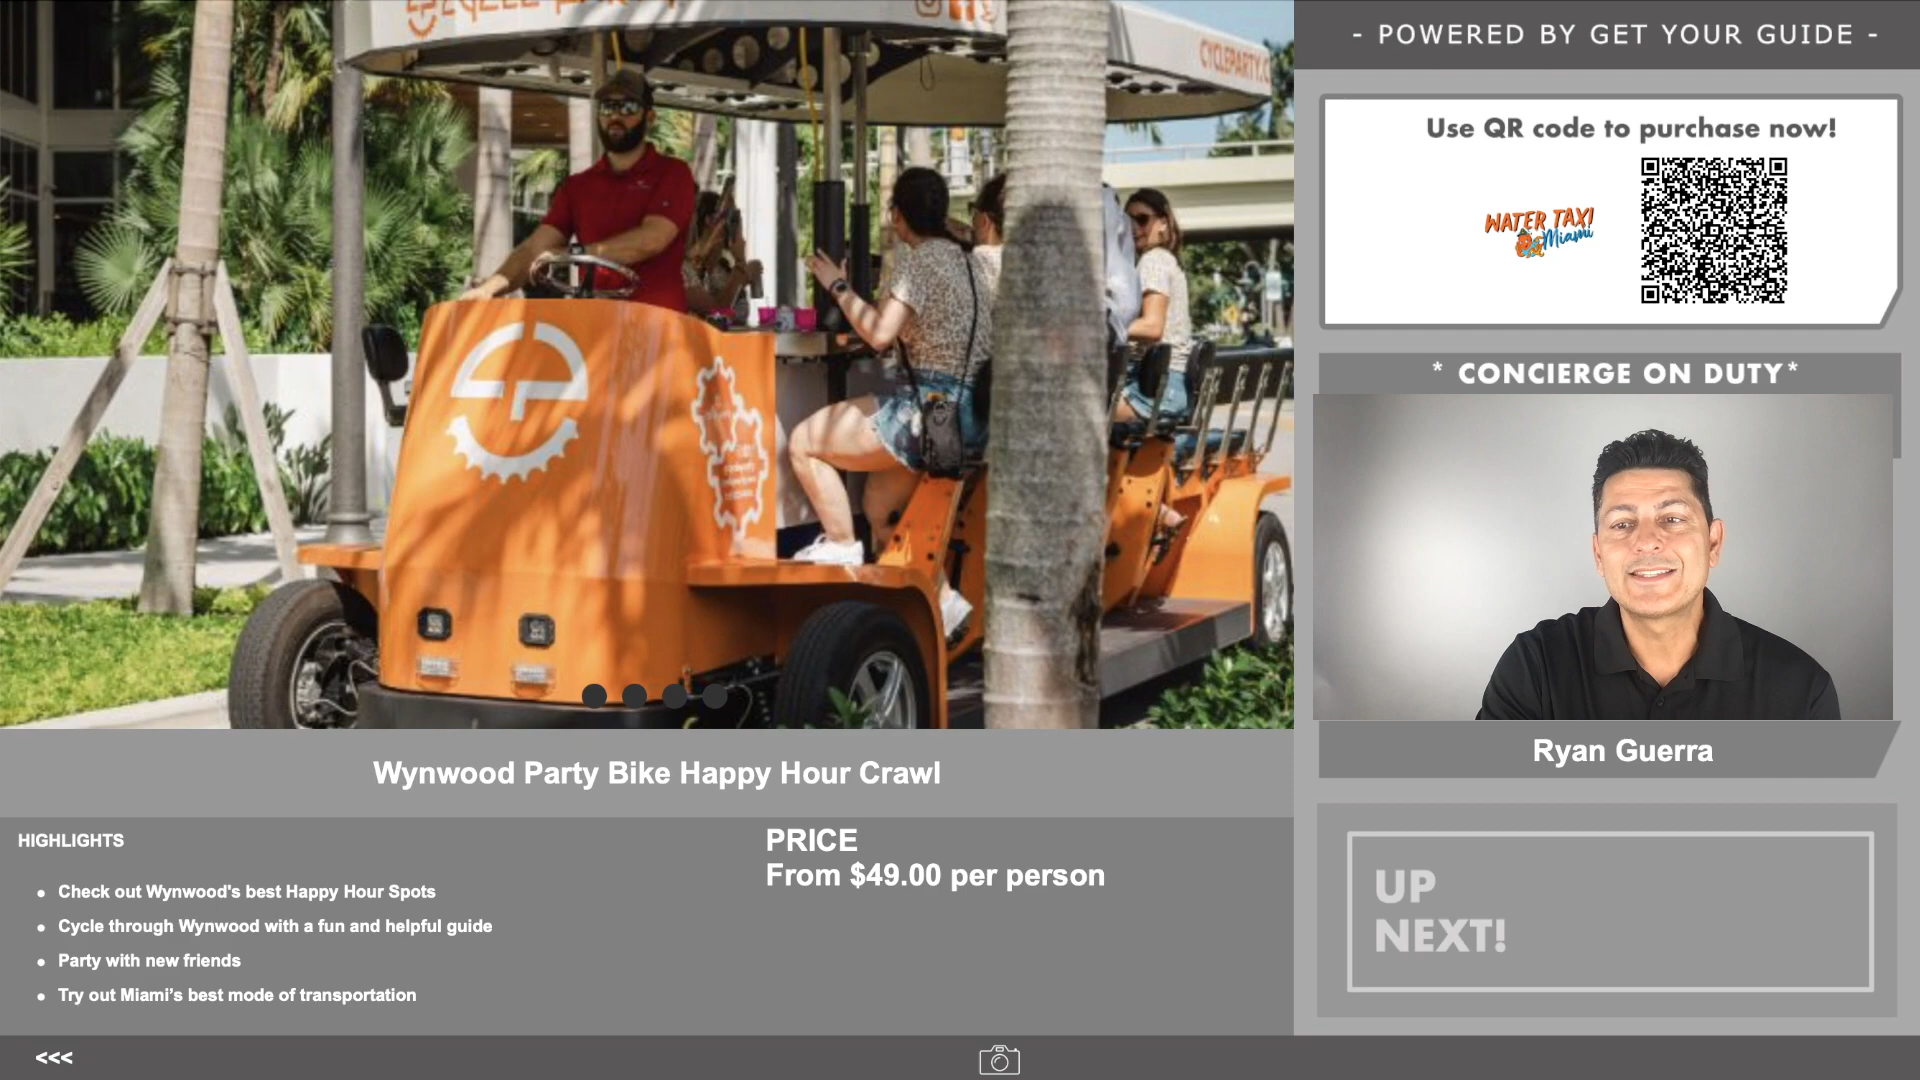 CYCLE PARTY
CYCLEPARTY.C
- POWERED BY GET YOUR GUIDE -
Use QR code to purchase now!
WATER TAXI
Miami
* CONCIERGE ON DUTY*
Ryan Guerra
UP
NEXT!
Wynwood Party Bike Happy Hour Crawl
HIGHLIGHTS
• Check out Wynwood's best Happy Hour Spots
• Cycle through Wynwood with a fun and helpful guide
• Party with new friends
• Try out Miami’s best mode of transportation
PRICE
From $49.00 per person
<<<